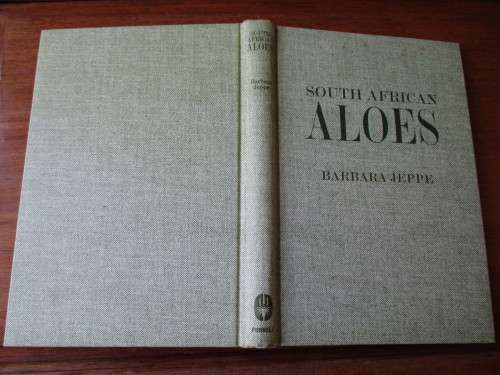 SOUTH
AFRICAN
ALOES
Barbara
Jeppe
PURNELL
SOUTH AFRICAN
ALOES
BARBARA JEPPE